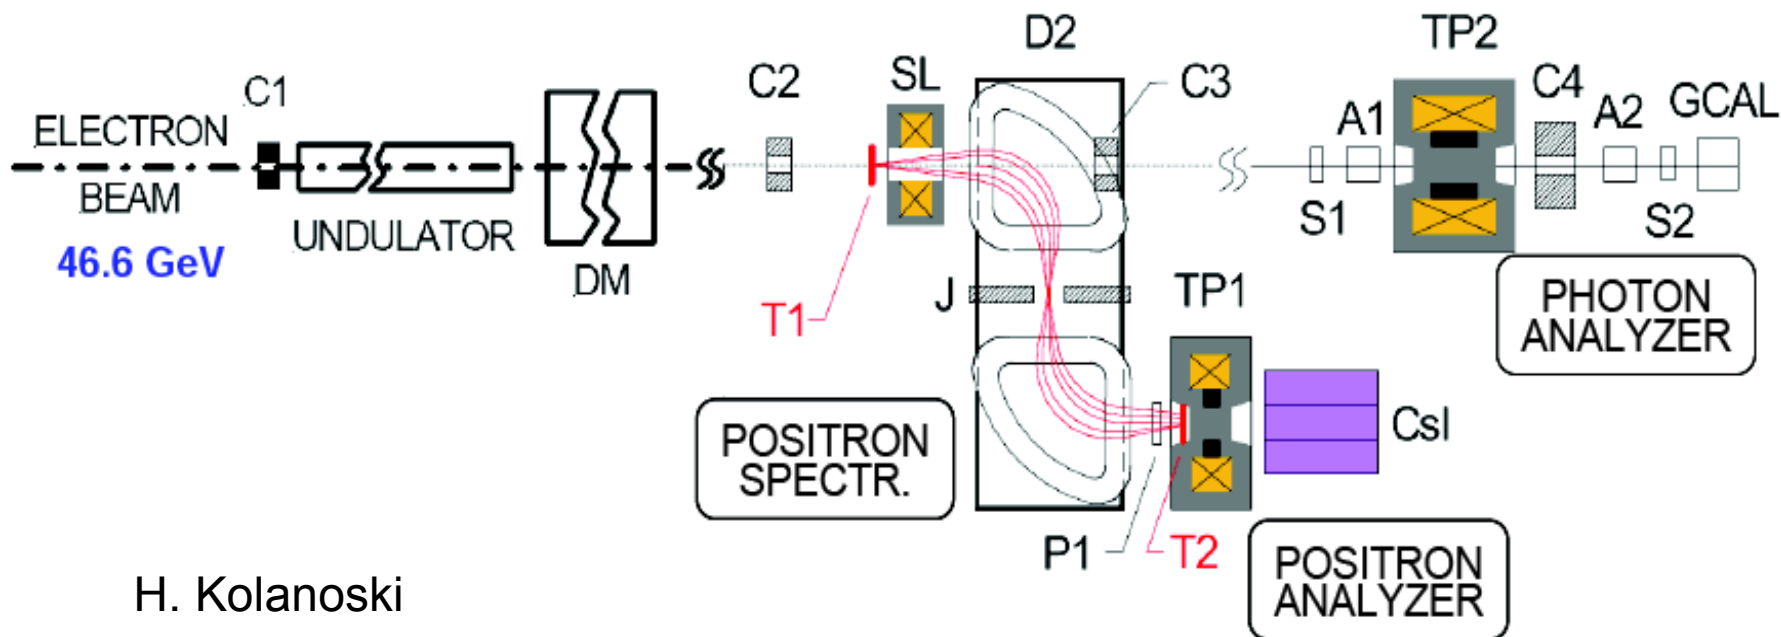 D2
TP2
C1
C2
SL
C3
C4
GCAL
A1
A2
ELECTRON
BEAM
46.6 GeV
UNDULATOR
DM
S1
S2
T1
J
TP1
PHOTON
ANALYZER
POSITRON
SPECTR.
CsI
P1
T2
POSITRON
ANALYZER
H. Kolanoski